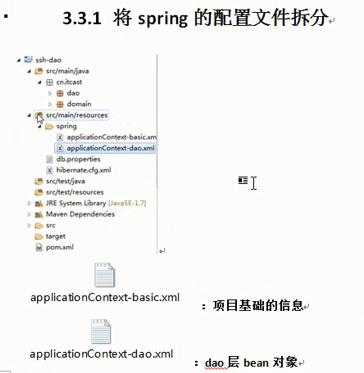 3.3.1 将 spring 的配置文件拆分
ssh-dao
src/main/java
cn.itcast
dao
domain
src/main/resources
spring
applicationContext-basic.xm
applicationContext-dao.xml
db.properties
hibernate.cfg.xml
src/test/java
src/test/resources
JRE System Library [JavaSE-1.7]
Maven Dependencies
src
target
pom.xml
applicationContext-basic.xml ：项目基础的信息
applicationContext-dao.xml ：dao 层 bean 对象